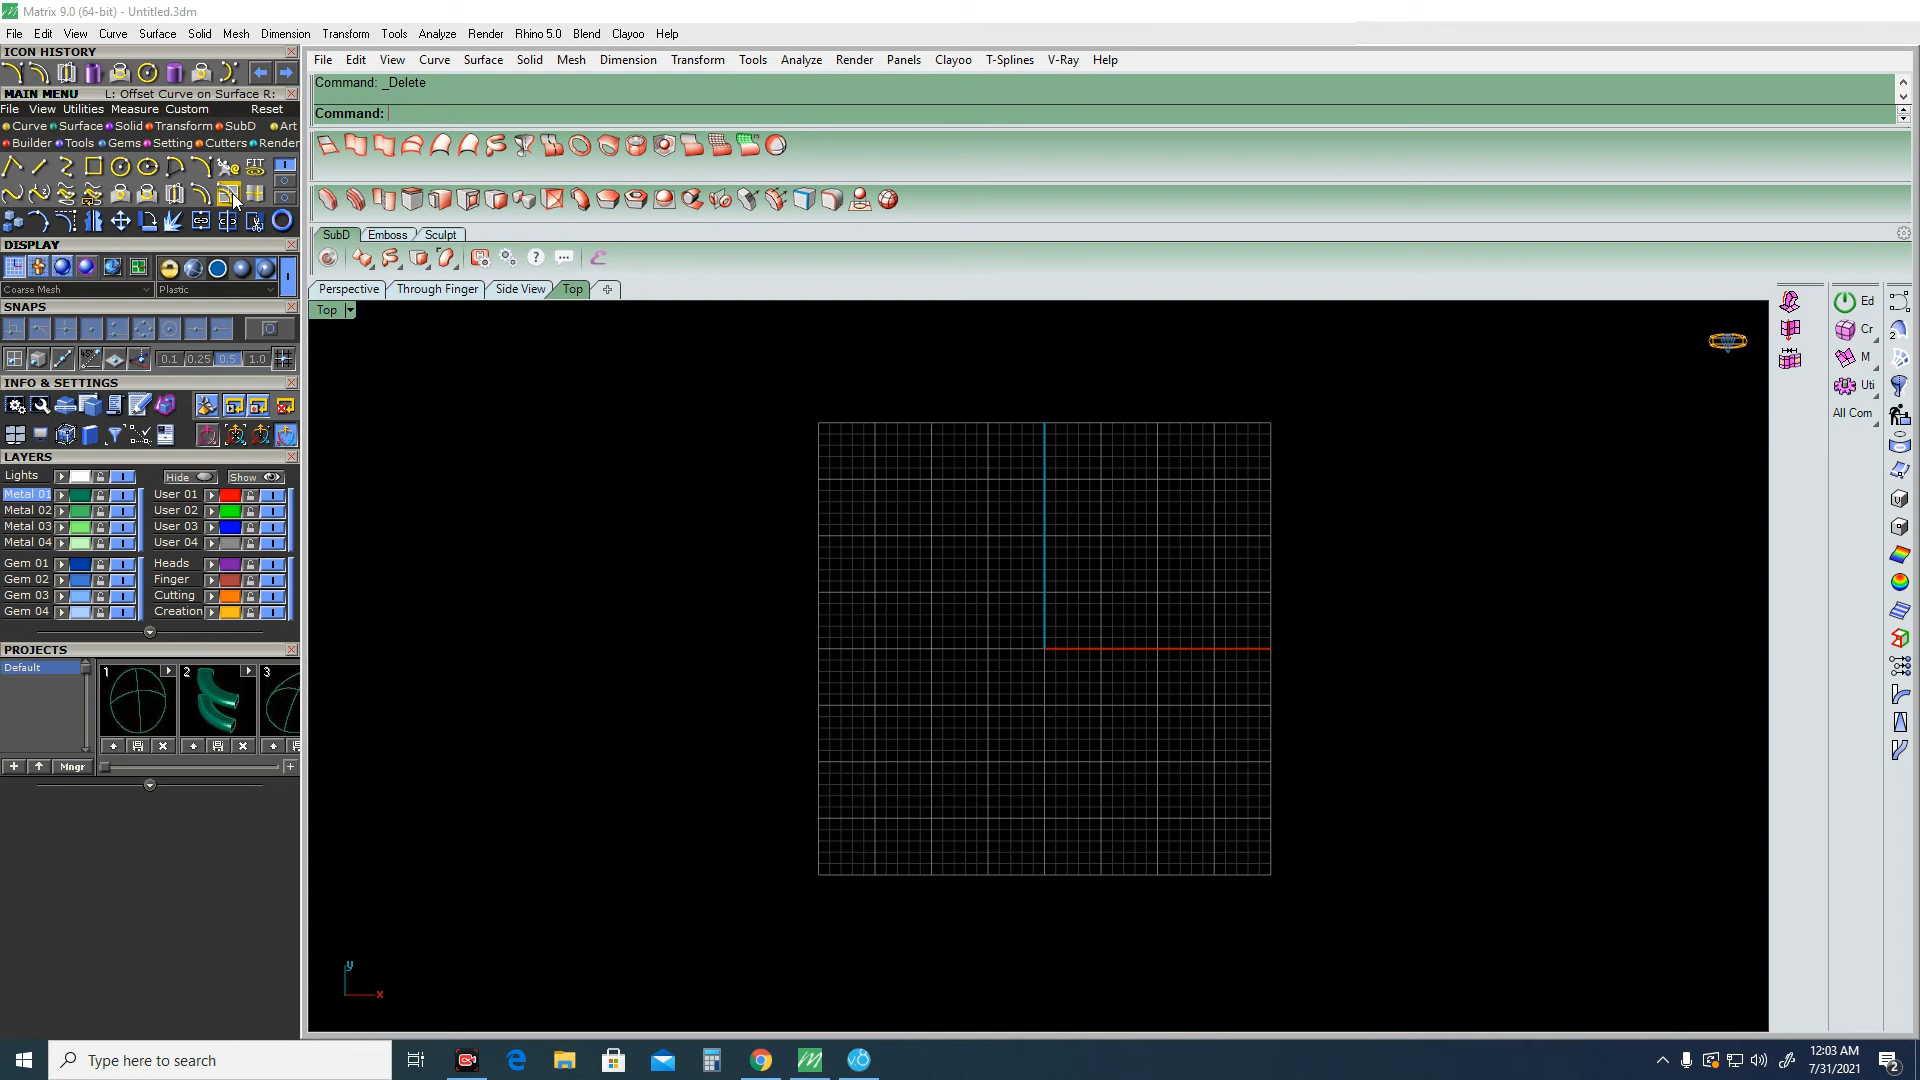 Matrix 9.0 (64-bit) - Untitled.3dm
File Edit View Curve Surface Solid Mesh Dimension Transform Tools Analyze Render Rhino 5.0 Blend Clayoo Help
ICON HISTORY
MAIN MENU L: Offset Curve on Surface R:
File View Utilities Measure Custom Reset
Curve Surface Solid Transform SubD Art
Builder Tools Gems Setting Cutters Render
FIT
DISPLAY
Coarse Mesh Plastic
SNAPS
0.1 0.25 0.5 1.0
INFO & SETTINGS
LAYERS
Lights Hide Show
Metal 01 User 01
Metal 02 User 02
Metal 03 User 03
Metal 04 User 04
Gem 01 Heads
Gem 02 Finger
Gem 03 Cutting
Gem 04 Creation
PROJECTS
Default
1 2 3
Mngr
File Edit View Curve Surface Solid Mesh Dimension Transform Tools Analyze Render Panels Clayoo T-Splines V-Ray Help
Command: _Delete
Command:
SubD Emboss Sculpt
Perspective Through Finger Side View Top
Top
y
x
Ed
Cr
M
Uti
All Com
2
Type here to search
12:03 AM
7/31/2021
2